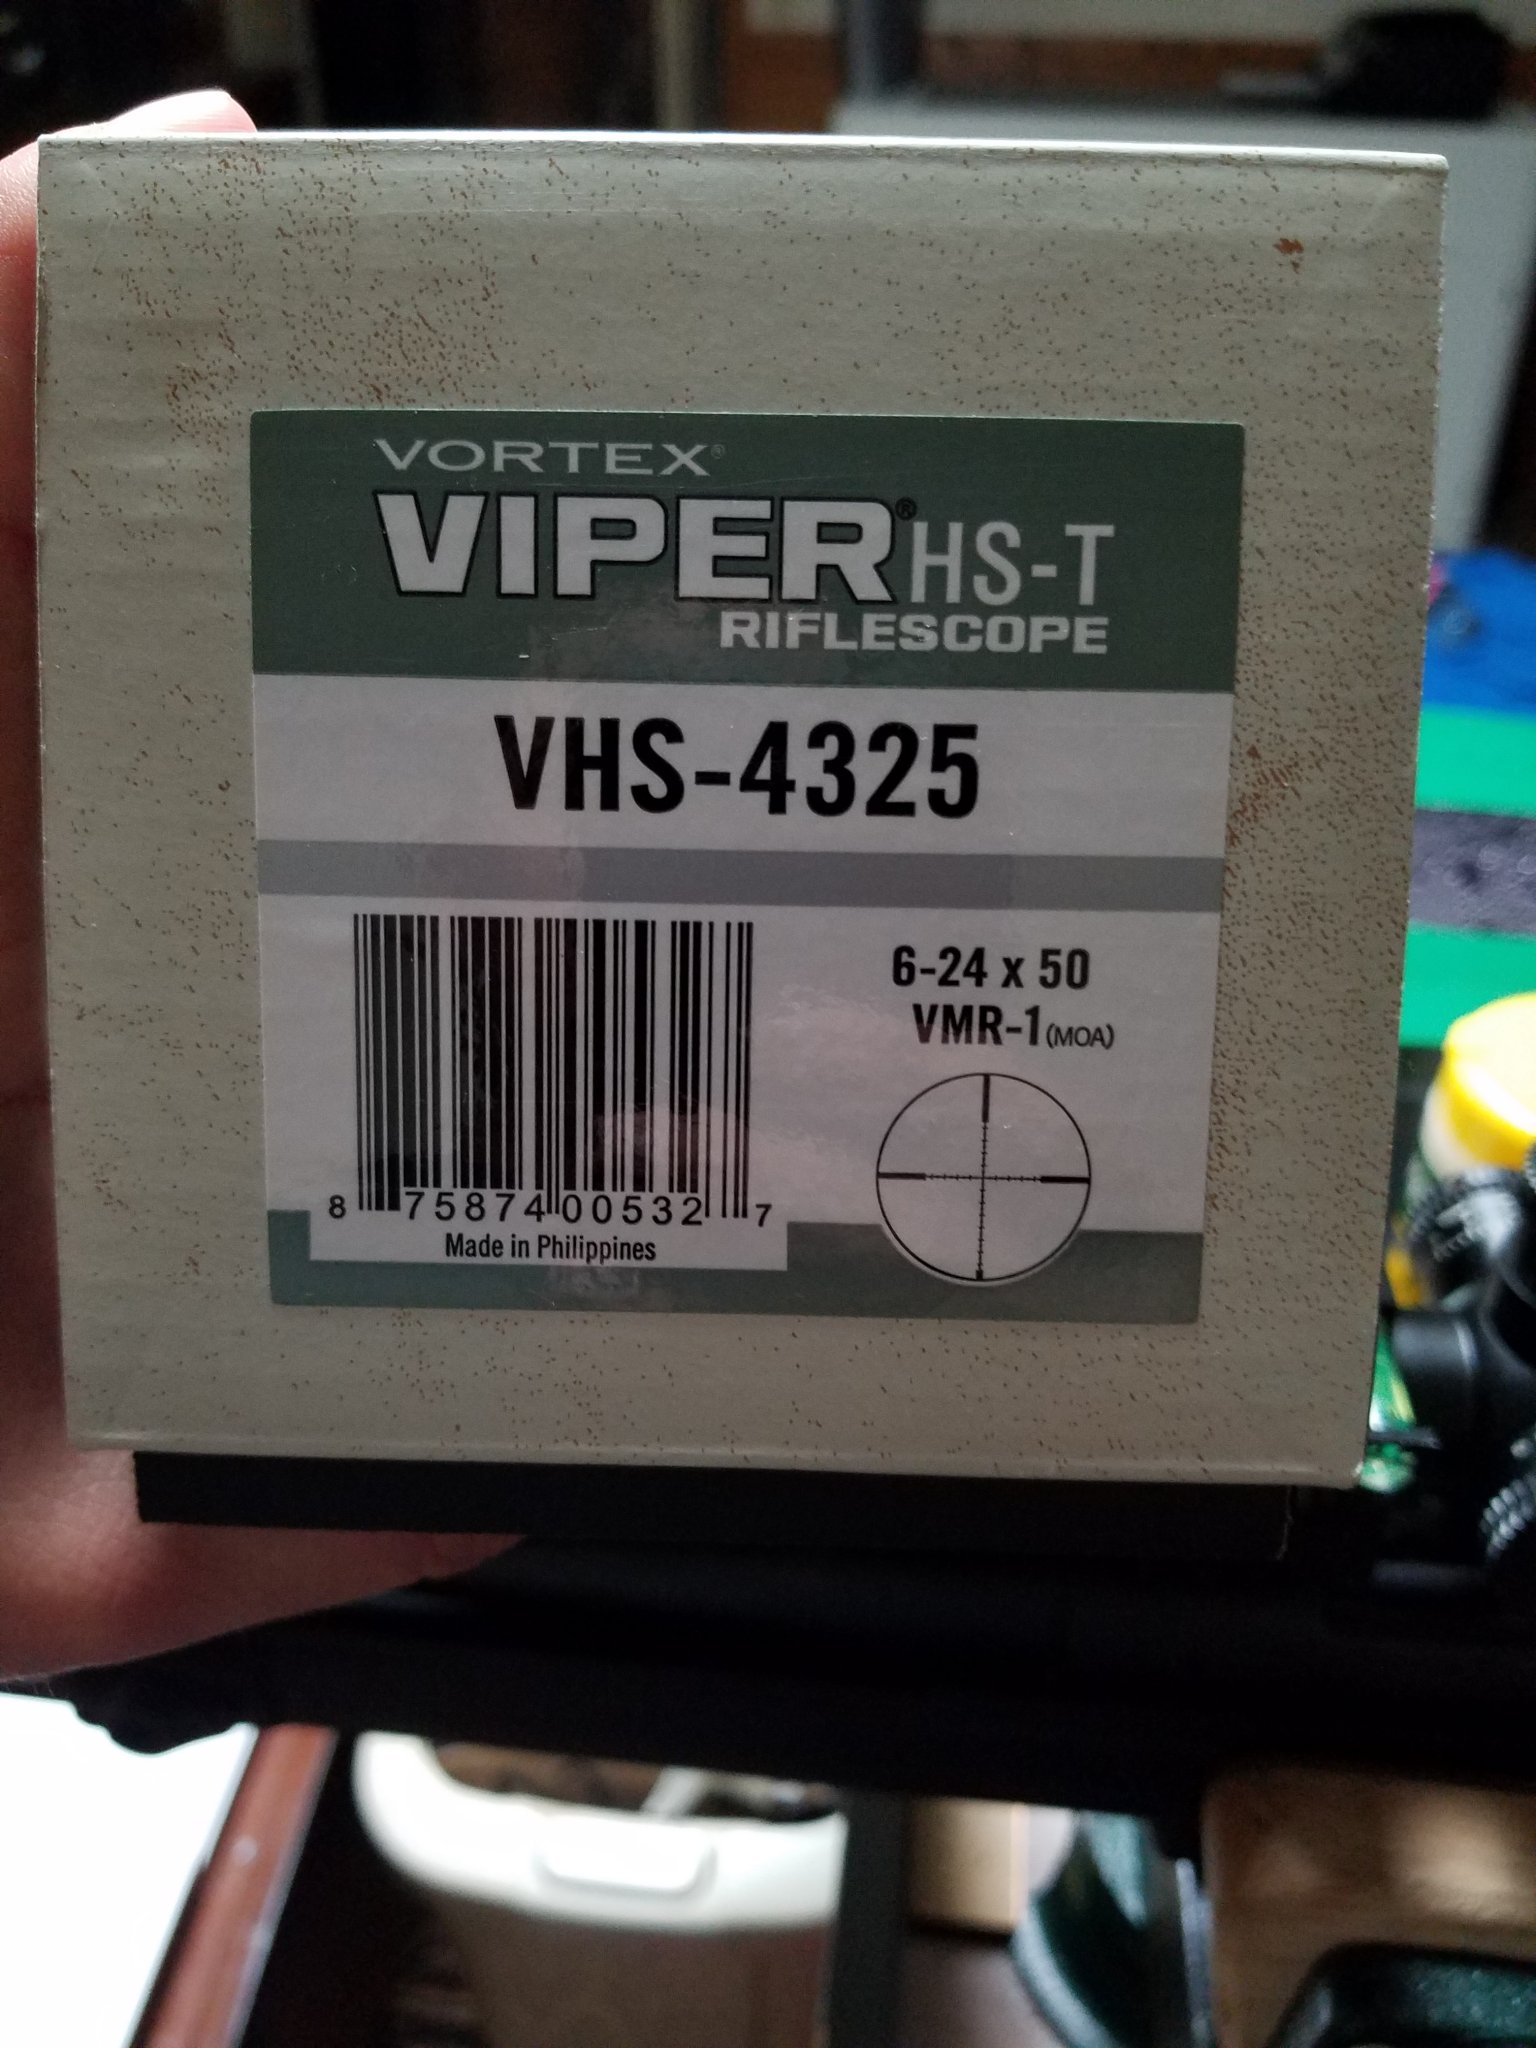 VORTEX®
VIPER® HS-T
RIFLESCOPE
VHS-4325
6-24 x 50
VMR-1 (MOA)
8 75874 00532 7
Made in Philippines